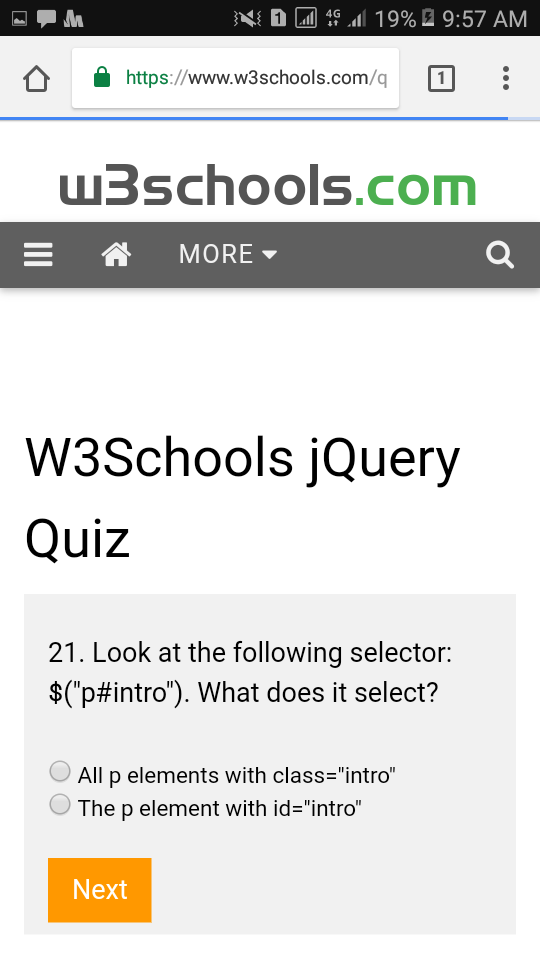 1 4G 19% 9:57 AM
https://www.w3schools.com/q 1
w3schools.com
MORE
W3Schools jQuery
Quiz
21. Look at the following selector:
$("p#intro"). What does it select?
All p elements with class="intro"
The p element with id="intro"
Next